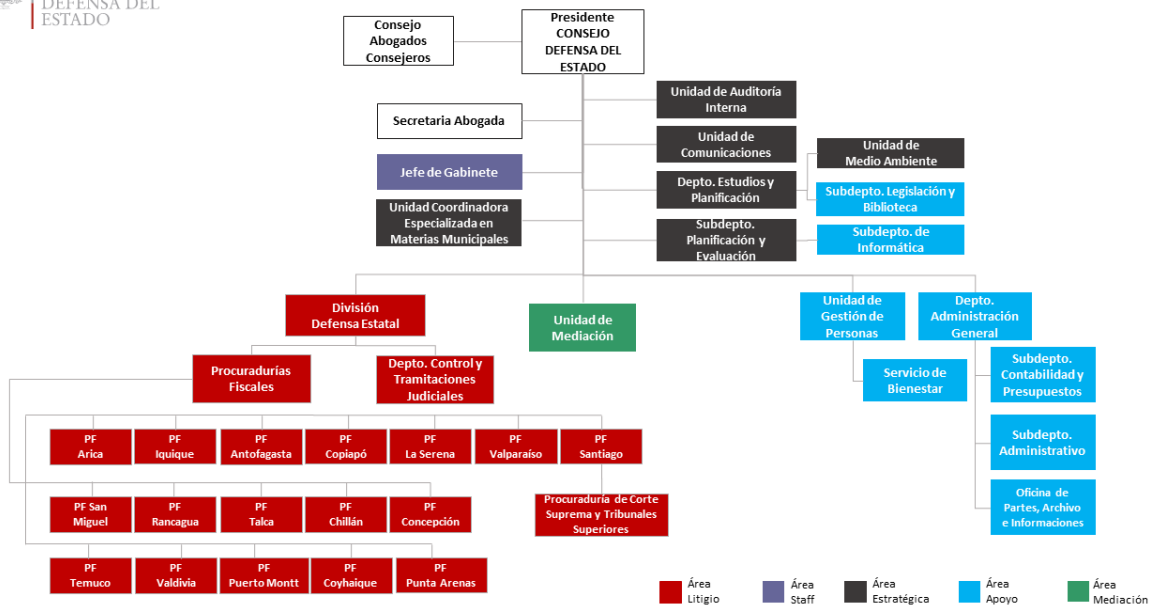 DEFENSA DEL
ESTADO
Consejo
Abogados
Consejeros
Presidente
CONSEJO
DEFENSA DEL
ESTADO
Secretaria Abogada
Jefe de Gabinete
Unidad Coordinadora
Especializada en
Materias Municipales
Unidad de Auditoría
Interna
Unidad de
Comunicaciones
Depto. Estudios y
Planificación
Subdepto.
Planificación y
Evaluación
Unidad de
Medio Ambiente
Subdepto. Legislación y
Biblioteca
Subdepto. de
Informática
División
Defensa Estatal
Unidad de
Mediación
Unidad de
Gestión de
Personas
Depto.
Administración
General
Procuradurías
Fiscales
Depto. Control y
Tramitaciones
Judiciales
Servicio de
Bienestar
Subdepto.
Contabilidad y
Presupuestos
Subdepto.
Administrativo
Oficina de
Partes, Archivo
e Informaciones
PF
Arica
PF
Iquique
PF
Antofagasta
PF
Copiapó
PF
La Serena
PF
Valparaíso
PF
Santiago
PF San
Miguel
PF
Rancagua
PF
Talca
PF
Chillán
PF
Concepción
Procuraduría de Corte
Suprema y Tribunales
Superiores
PF
Temuco
PF
Valdivia
PF
Puerto Montt
PF
Coyhaique
PF
Punta Arenas
Área
Litigio
Área
Staff
Área
Estratégica
Área
Apoyo
Área
Mediación